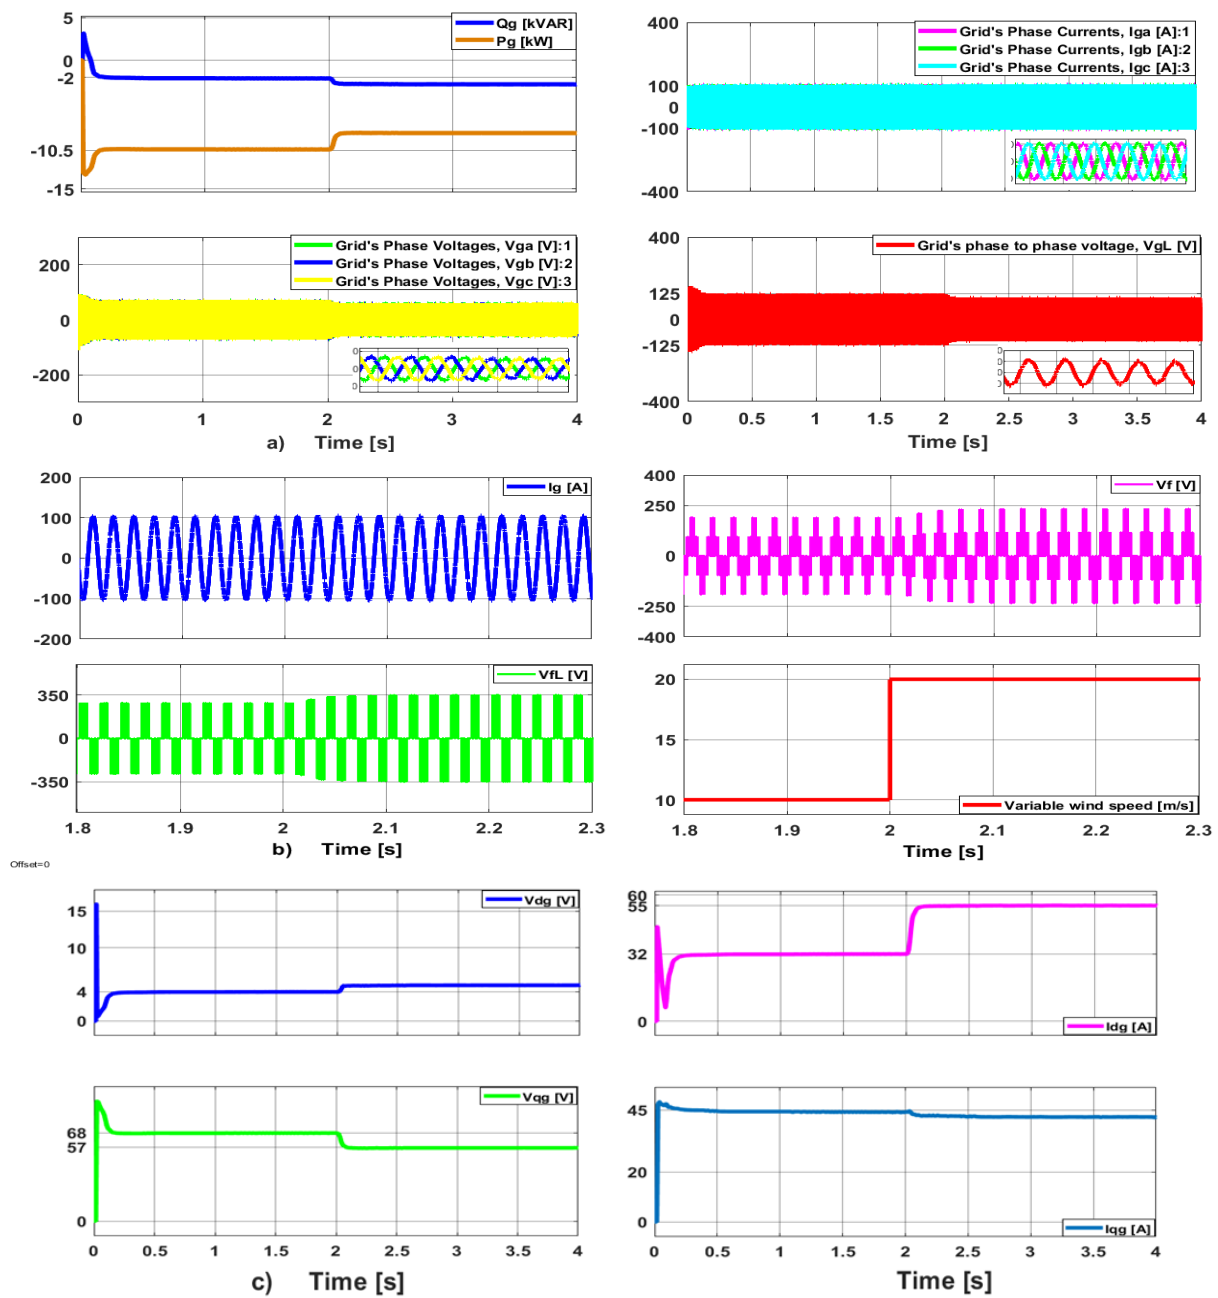 5
0
-2
-10.5
-15
Qg [kVAR]
Pg [kW]
400
100
0
-100
-400
Grid's Phase Currents, Iga [A]:1
Grid's Phase Currents, Igb [A]:2
Grid's Phase Currents, Igc [A]:3
200
0
-200
Grid's Phase Voltages, Vga [V]:1
Grid's Phase Voltages, Vgb [V]:2
Grid's Phase Voltages, Vgc [V]:3
0 1 2 3 4
a) Time [s]
400
125
0
-125
-400
Grid's phase to phase voltage, VgL [V]
0 0.5 1 1.5 2 2.5 3 3.5 4
Time [s]
200
100
0
-100
-200
Ig [A]
400
250
0
-250
-400
Vf [V]
350
0
-350
VfL [V]
1.8 1.9 2 2.1 2.2 2.3
b) Time [s]
20
15
10
Variable wind speed [m/s]
1.8 1.9 2 2.1 2.2 2.3
Time [s]
Offset=0
15
10
4
0
Vdg [V]
60
55
32
0
Idg [A]
68
57
0
Vqg [V]
0 0.5 1 1.5 2 2.5 3 3.5 4
c) Time [s]
45
20
0
Iqg [A]
0 0.5 1 1.5 2 2.5 3 3.5 4
Time [s]